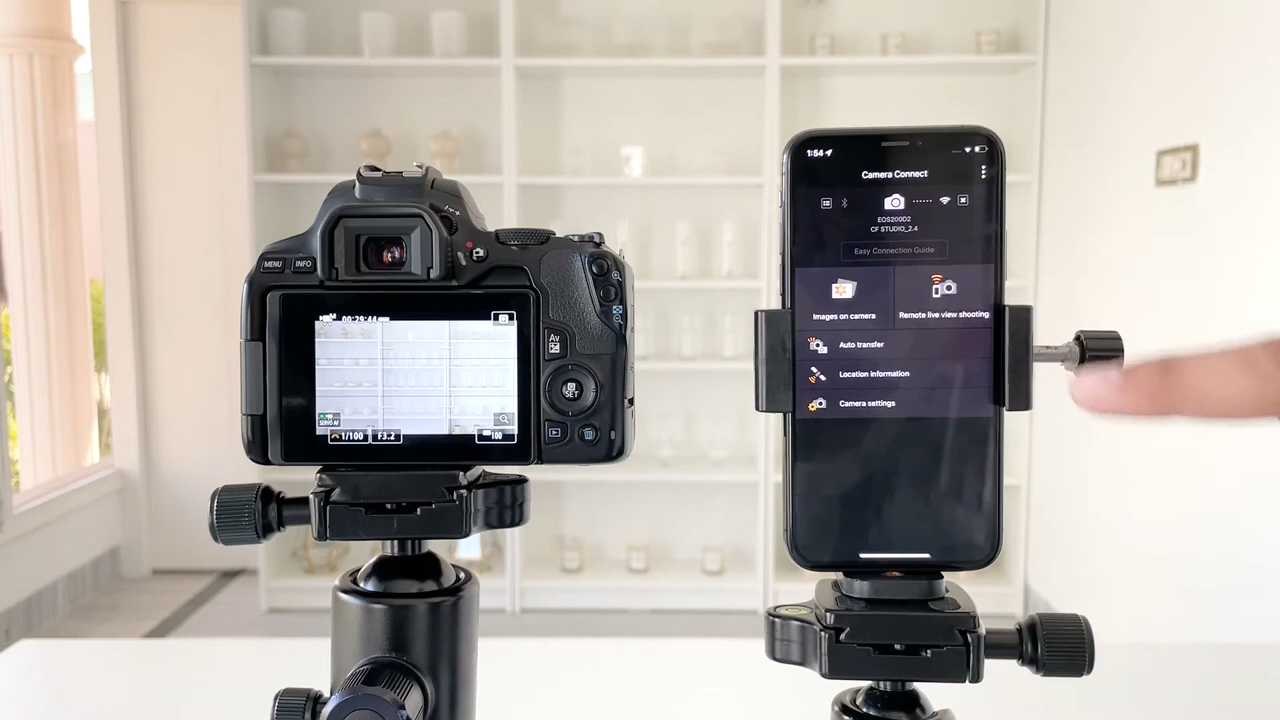 MENU
INFO
00:29:44
SERVO AF
1/100
F3.2
100
Av
SET
1:54
Camera Connect
EOS200D2
CF STUDIO_2.4
Easy Connection Guide
Images on camera
Remote live view shooting
Auto transfer
Location information
Camera settings